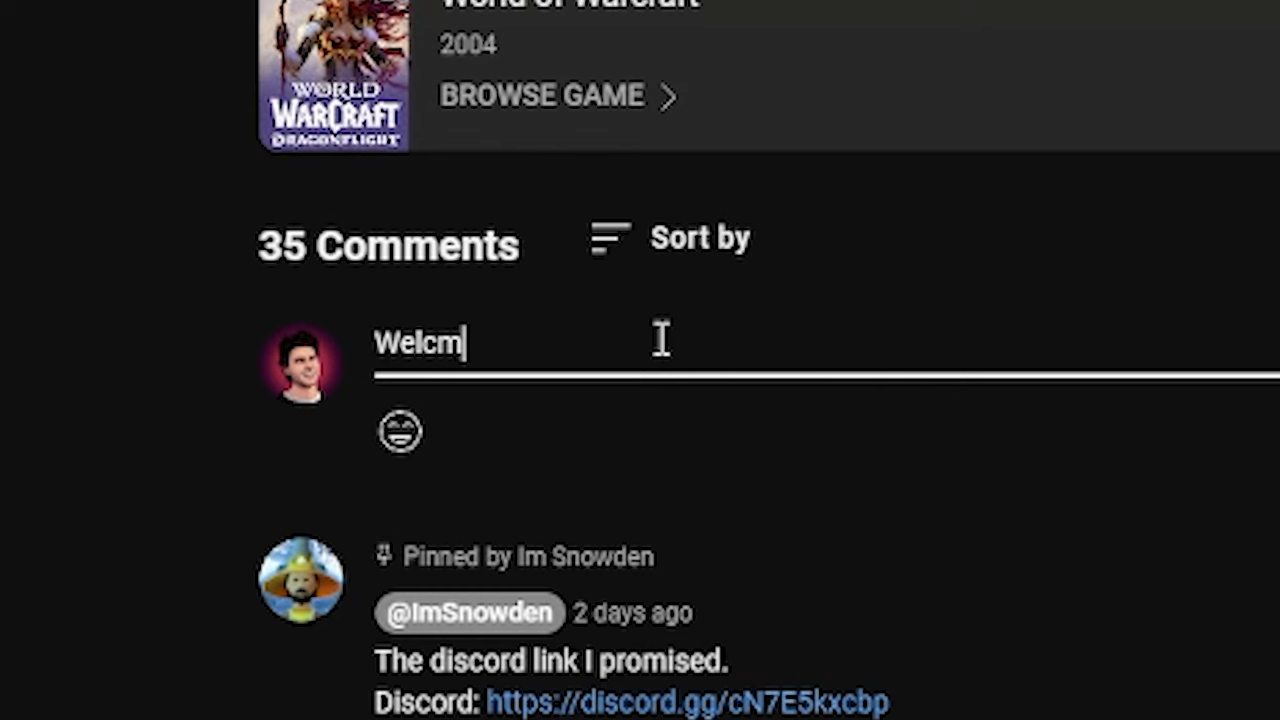 World of Warcraft
2004
WORLD
WARCRAFT
DRAGONFLIGHT
BROWSE GAME
35 Comments
Sort by
Welcm
Pinned by Im Snowden
@ImSnowden 2 days ago
The discord link I promised.
Discord: https://discord.gg/cN7E5kxcbp